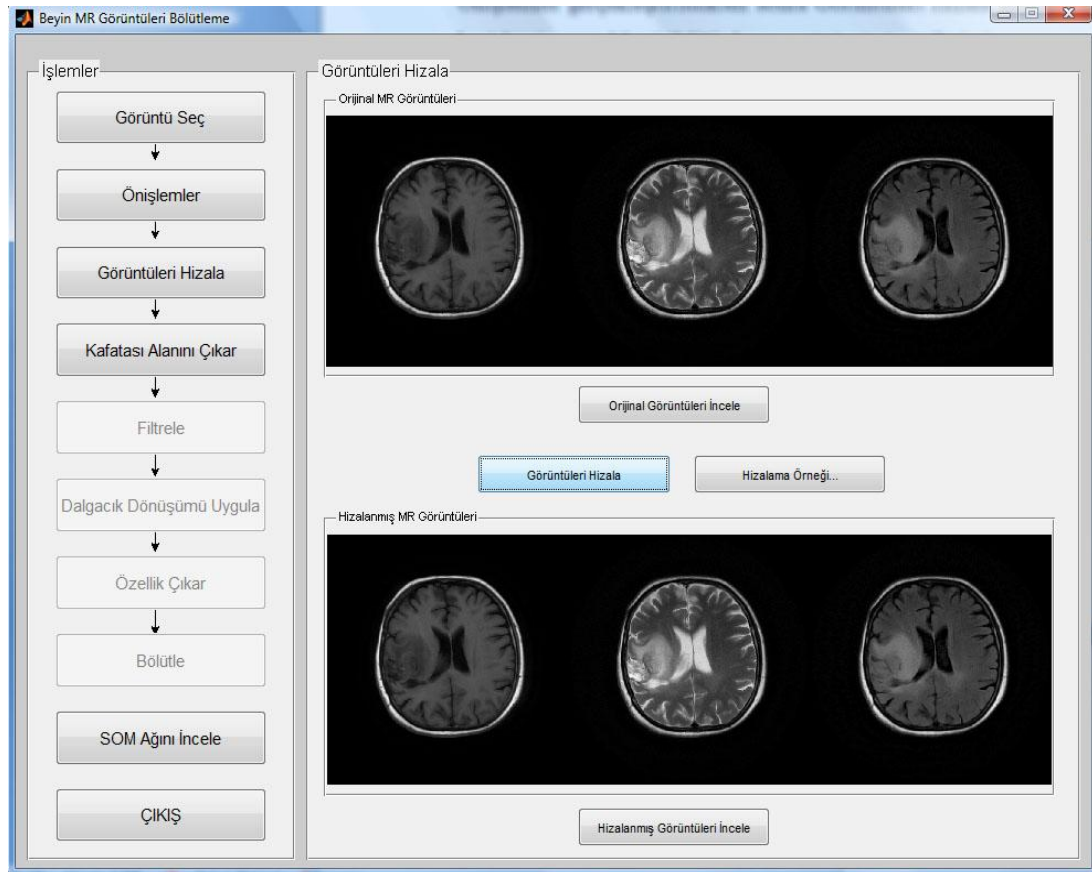 Beyin MR Görüntüleri Bölütleme
İşlemler
Görüntü Seç
Önişlemler
Görüntüleri Hizala
Kafatası Alanını Çıkar
Filtrele
Dalgacık Dönüşümü Uygula
Özellik Çıkar
Bölütle
SOM Ağını İncele
ÇIKIŞ
Görüntüleri Hizala
Orijinal MR Görüntüleri
Orijinal Görüntüleri İncele
Görüntüleri Hizala
Hizalama Örneği...
Hizalanmış MR Görüntüleri
Hizalanmış Görüntüleri İncele